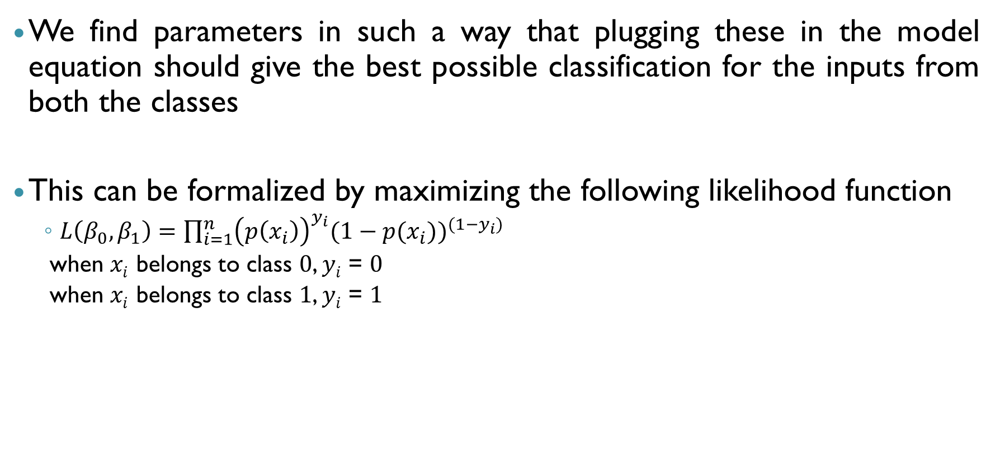 •We find parameters in such a way that plugging these in the model
equation should give the best possible classification for the inputs from
both the classes
•This can be formalized by maximizing the following likelihood function
◦ $L(\beta_0, \beta_1) = \prod_{i=1}^{n} \left(p(x_i)\right)^{y_i} (1 - p(x_i))^{(1-y_i)}$
when $x_i$ belongs to class 0, $y_i$ = 0
when $x_i$ belongs to class 1, $y_i$ = 1